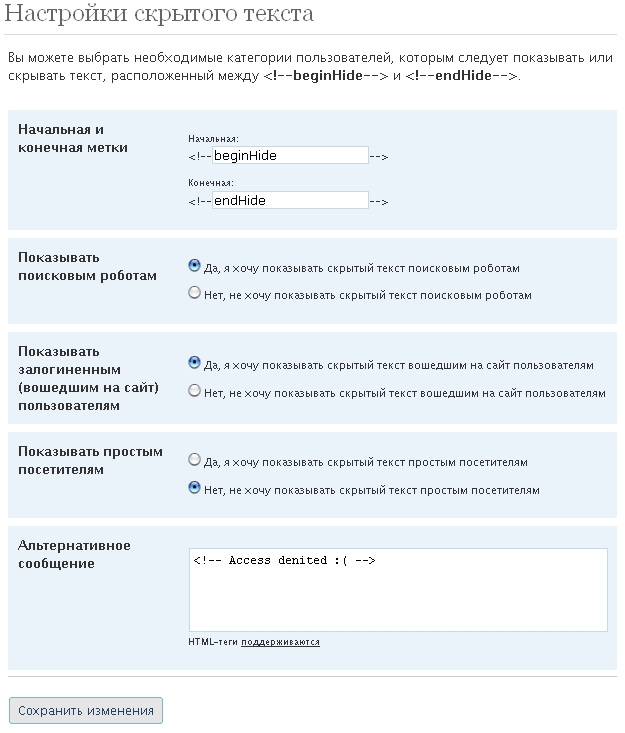 Настройки скрытого текста
Вы можете выбрать необходимые категории пользователей, которым следует показывать или
скрывать текст, расположенный между <!--beginHide--> и <!--endHide-->.
Начальная и
конечная метки
Начальная:
<!--beginHide-->
Конечная:
<!--endHide-->
Показывать
поисковым роботам
Да, я хочу показывать скрытый текст поисковым роботам
Нет, не хочу показывать скрытый текст поисковым роботам
Показывать
залогиненным
(вошедшим на сайт)
пользователям
Да, я хочу показывать скрытый текст вошедшим на сайт пользователям
Нет, не хочу показывать скрытый текст вошедшим на сайт пользователям
Показывать простым
посетителям
Да, я хочу показывать скрытый текст простым посетителям
Нет, не хочу показывать скрытый текст простым посетителям
Альтернативное
сообщение
<!-- Access denited :( -->
HTML-теги поддерживаются
Сохранить изменения